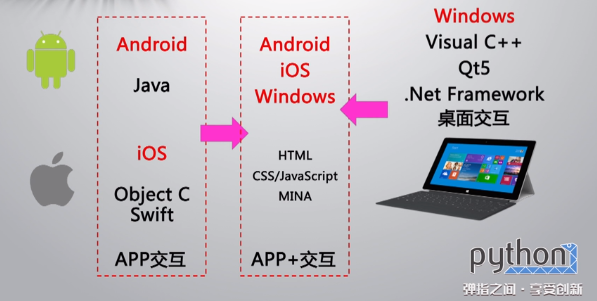 Android
Java
iOS
Object C
Swift
APP交互
Android
iOS
Windows
HTML
CSS/JavaScript
MINA
APP+交互
Windows
Visual C++
Qt5
.Net Framework
桌面交互
python
弹指之间·享受创新